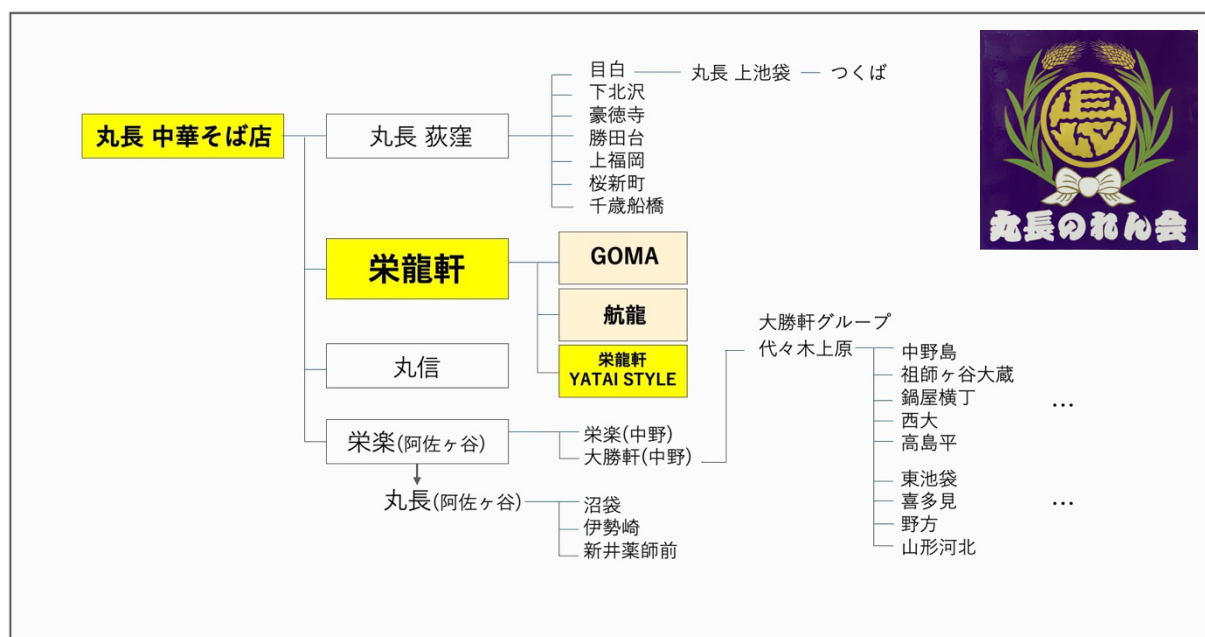 丸長 中華そば店
丸長 荻窪
目白
丸長 上池袋
つくば
下北沢
豪徳寺
勝田台
上福岡
桜新町
千歳船橋
栄龍軒
GOMA
航龍
栄龍軒
YATAI STYLE
丸信
栄楽(阿佐ヶ谷)
栄楽(中野)
大勝軒(中野)
丸長(阿佐ヶ谷)
沼袋
伊勢崎
新井薬師前
大勝軒グループ
代々木上原
中野島
祖師ヶ谷大蔵
鍋屋横丁
西大
高島平
…
東池袋
喜多見
野方
山形河北
…
長
丸長のれん会